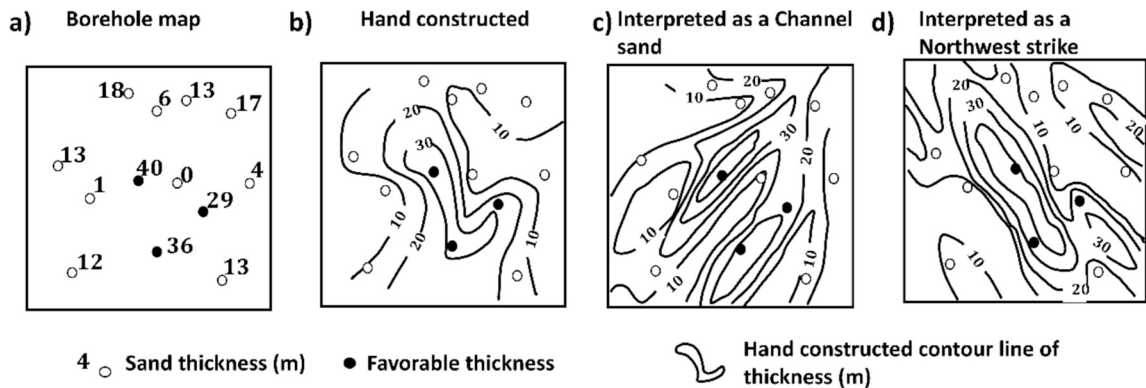 a) Borehole map
b) Hand constructed
c) Interpreted as a Channel sand
d) Interpreted as a Northwest strike
18 6 13 17
13 1 40 0 4
29
36
12 13
20 10 30 10 20 10
20 10 30 20 10 10 10
20 10 30 10 20 10 30 20
4 Sand thickness (m)
Favorable thickness
Hand constructed contour line of
thickness (m)